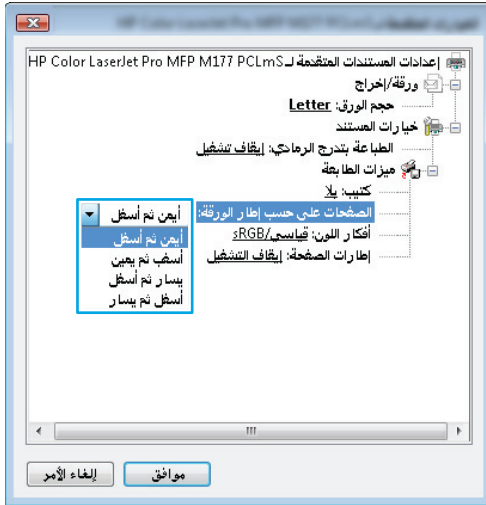 إعدادات المستندات المتقدمة لـ HP Color LaserJet Pro MFP M177 PCLmS
ورقة/إخراج
حجم الورق: Letter
خيارات المستند
الطباعة بتدرج الرمادي: إيقاف تشغيل
ميزات الطابعة
كتيب: بلا
الصفحات على حسب إطار الورقة: أيمن ثم أسفل
أيمن ثم أسفل
أسفب ثم يمين
يسار ثم أسفل
أسفل ثم يسار
أفكار اللون: قياسي/sRGB
إطارات الصفحة: إيقاف التشغيل
موافق
إلغاء الأمر